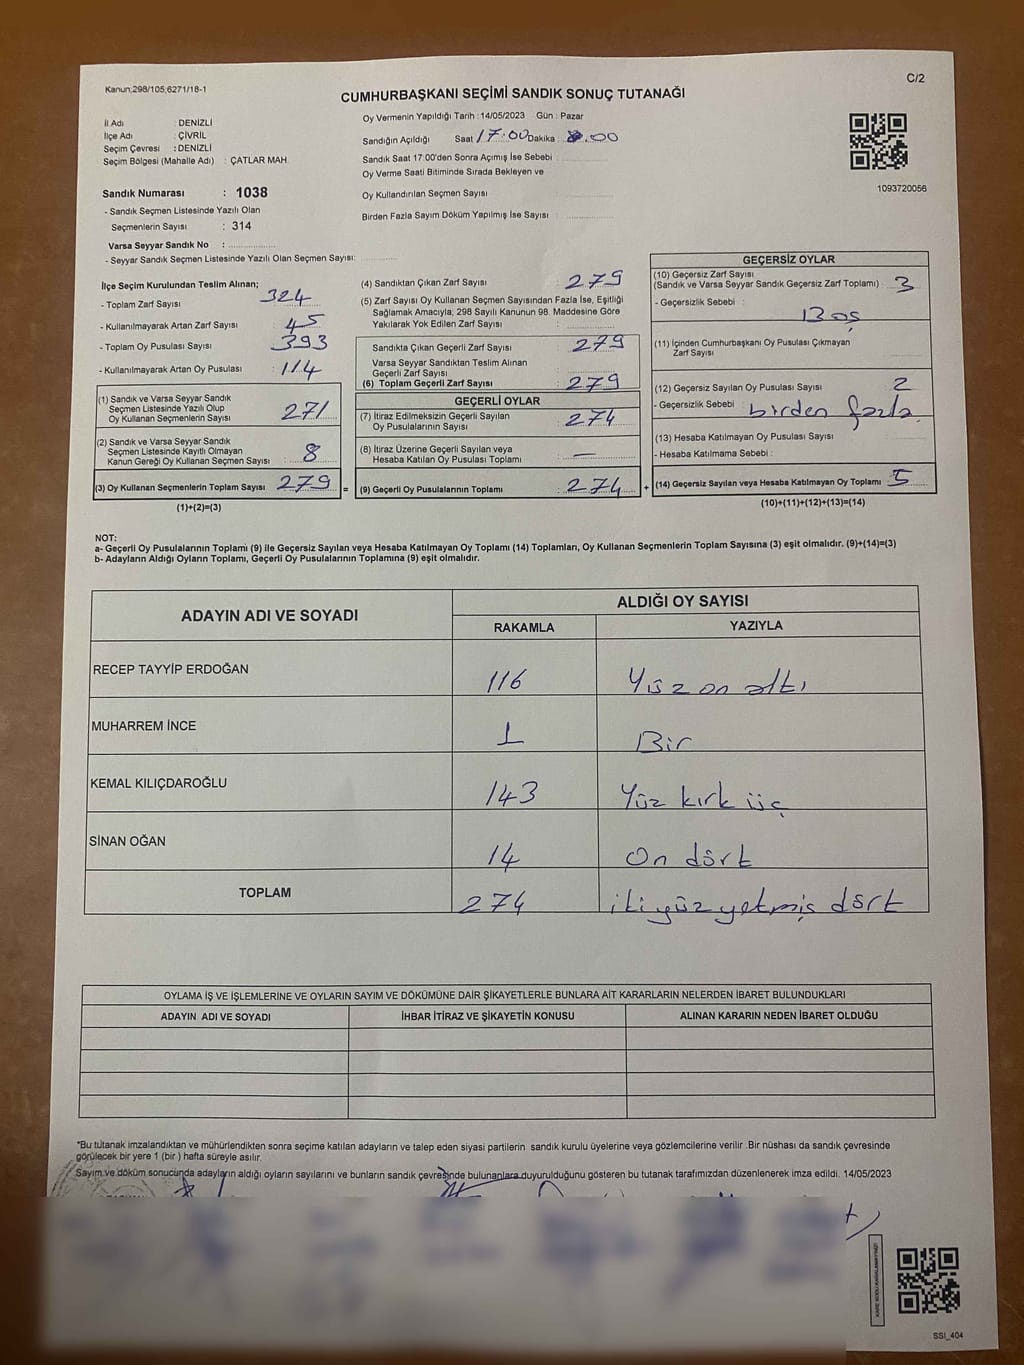 Kanun:298/105,6271/18-1
C/2
CUMHURBAŞKANI SEÇİMİ SANDIK SONUÇ TUTANAĞI
İl Adı : DENİZLİ
İlçe Adı : ÇİVRİL
Seçim Çevresi : DENİZLİ
Seçim Bölgesi (Mahalle Adı) : ÇATLAR MAH.
Sandık Numarası : 1038
- Sandık Seçmen Listesinde Yazılı Olan
Seçmenlerin Sayısı : 314
Varsa Seyyar Sandık No :
- Seyyar Sandık Seçmen Listesinde Yazılı Olan Seçmen Sayısı:
Oy Vermenin Yapıldığı Tarih : 14/05/2023 Gün : Pazar
Sandığın Açıldığı Saat 17.00 Dakika : .00
Sandık Saat 17:00'den Sonra Açımış İse Sebebi
Oy Verme Saati Bitiminde Sırada Bekleyen ve
Oy Kullandırılan Seçmen Sayısı
Birden Fazla Sayım Döküm Yapılmış İse Sayısı
1093720056
İlçe Seçim Kurulundan Teslim Alınan;
- Toplam Zarf Sayısı 324
- Kullanılmayarak Artan Zarf Sayısı : 45
- Toplam Oy Pusulası Sayısı : 393
- Kullanılmayarak Artan Oy Pusulası : 114
(1) Sandık ve Varsa Seyyar Sandık
Seçmen Listesinde Yazılı Olup
Oy Kullanan Seçmenlerin Sayısı : 271
(2) Sandık ve Varsa Seyyar Sandık
Seçmen Listesinde Kayıtlı Olmayan
Kanun Gereği Oy Kullanan Seçmen Sayısı : 8
(3) Oy Kullanan Seçmenlerin Toplam Sayısı : 279
(1)+(2)=(3)
(4) Sandıktan Çıkan Zarf Sayısı : 279
(5) Zarf Sayısı Oy Kullanan Seçmen Sayısından Fazla İse, Eşitliği
Sağlamak Amacıyla, 298 Sayılı Kanunun 98. Maddesine Göre
Yakılarak Yok Edilen Zarf Sayısı :
Sandıkta Çıkan Geçerli Zarf Sayısı : 279
Varsa Seyyar Sandıktan Teslim Alınan
Geçerli Zarf Sayısı
(6) Toplam Geçerli Zarf Sayısı : 279
GEÇERLİ OYLAR
(7) İtiraz Edilmeksizin Geçerli Sayılan
Oy Pusulalarının Sayısı : 274
(8) İtiraz Üzerine Geçerli Sayılan veya
Hesaba Katılan Oy Pusulası Toplamı : —
= (9) Geçerli Oy Pusulalarının Toplamı : 274 +
GEÇERSİZ OYLAR
(10) Geçersiz Zarf Sayısı
(Sandık ve Varsa Seyyar Sandık Geçersiz Zarf Toplamı) : 3
- Geçersizlik Sebebi : Boş
(11) İçinden Cumhurbaşkanı Oy Pusulası Çıkmayan
Zarf Sayısı
(12) Geçersiz Sayılan Oy Pusulası Sayısı : 2
- Geçersizlik Sebebi : birden fazla
(13) Hesaba Katılmayan Oy Pusulası Sayısı
- Hesaba Katılmama Sebebi :
(14) Geçersiz Sayılan veya Hesaba Katılmayan Oy Toplamı : 5
(10)+(11)+(12)+(13)=(14)
NOT:
a- Geçerli Oy Pusulalarının Toplamı (9) ile Geçersiz Sayılan veya Hesaba Katılmayan Oy Toplamı (14) Toplamları, Oy Kullanan Seçmenlerin Toplam Sayısına (3) eşit olmalıdır. (9)+(14)=(3)
b- Adayların Aldığı Oyların Toplamı, Geçerli Oy Pusulalarının Toplamına (9) eşit olmalıdır.
ADAYIN ADI VE SOYADI
ALDIĞI OY SAYISI
RAKAMLA YAZIYLA
RECEP TAYYİP ERDOĞAN 116 Yüz on altı
MUHARREM İNCE 1 Bir
KEMAL KILIÇDAROĞLU 143 Yüz kırk üç
SİNAN OĞAN 14 On dört
TOPLAM 274 iki yüz yetmiş dört
OYLAMA İŞ VE İŞLEMLERİNE VE OYLARIN SAYIM VE DÖKÜMÜNE DAİR ŞİKAYETLERLE BUNLARA AİT KARARLARIN NELERDEN İBARET BULUNDUKLARI
ADAYIN ADI VE SOYADI İHBAR İTİRAZ VE ŞİKAYETİN KONUSU ALINAN KARARIN NEDEN İBARET OLDUĞU
*Bu tutanak imzalandıktan ve mühürlendikten sonra seçime katılan adayların ve talep eden siyasi partilerin sandık kurulu üyelerine veya gözlemcilerine verilir. Bir nüshası da sandık çevresinde
görülecek bir yere 1 (bir ) hafta süreyle asılır.
Sayım ve döküm sonucunda adayların aldığı oyların sayılarını ve bunların sandık çevresinde bulunanlara duyurulduğunu gösteren bu tutanak tarafımızdan düzenlenerek imza edildi. 14/05/2023
SSI_404